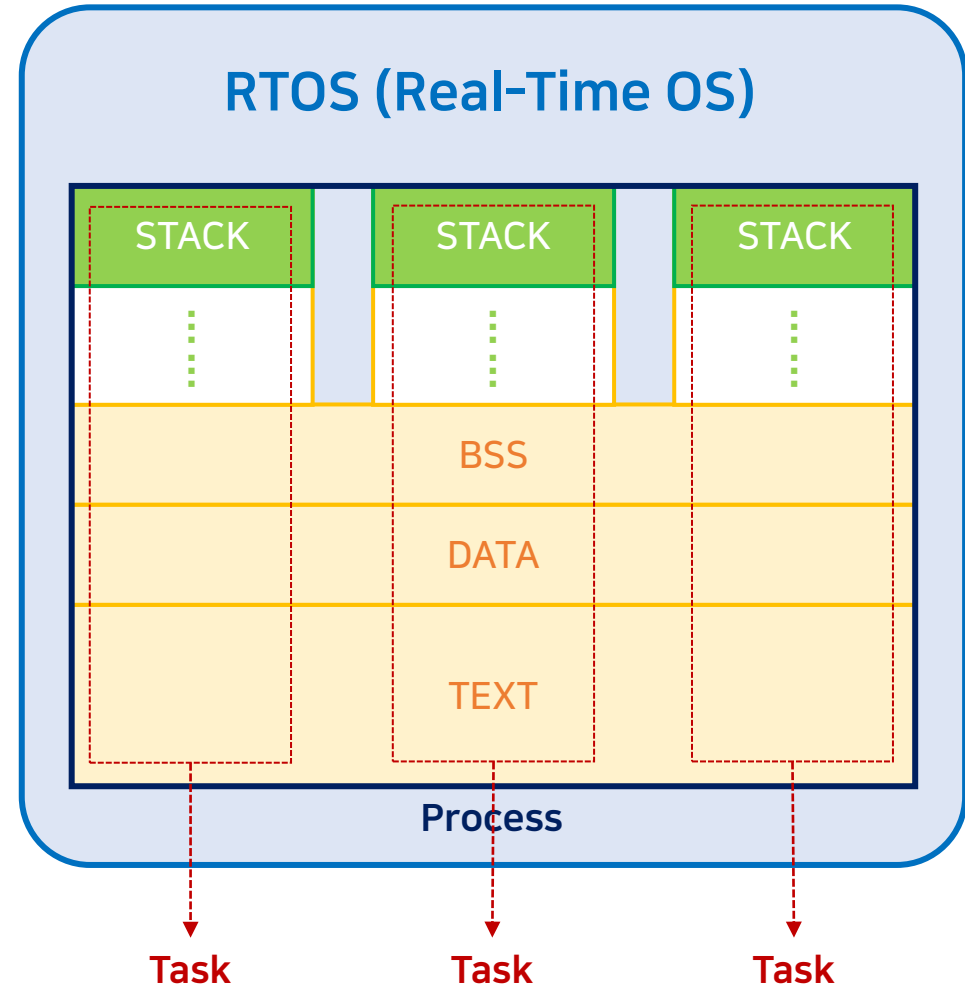 RTOS (Real-Time OS)
STACK STACK STACK
BSS
DATA
TEXT
Process
Task Task Task